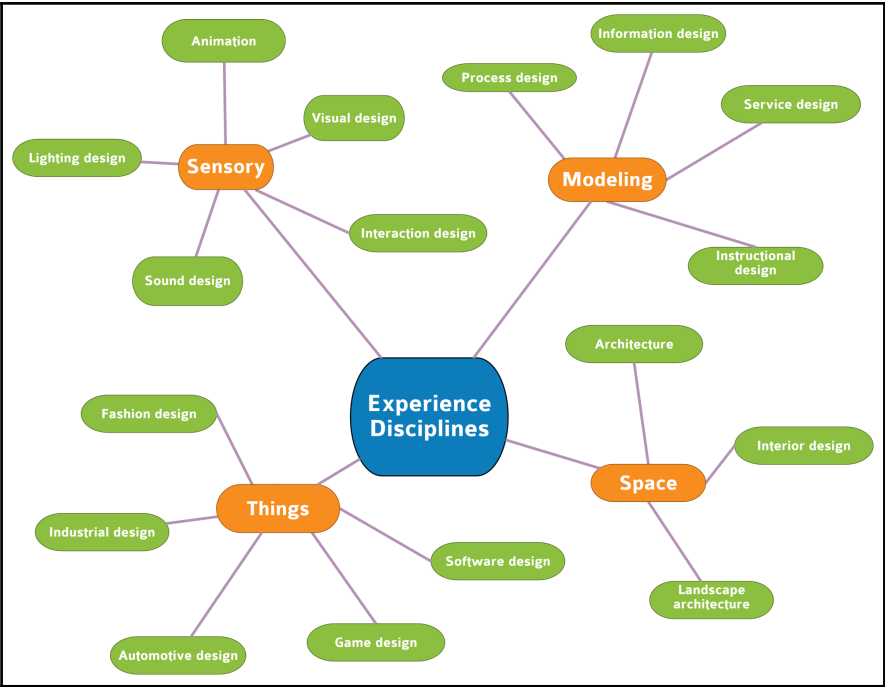 Animation
Visual design
Lighting design
Sensory
Interaction design
Sound design
Information design
Process design
Service design
Modeling
Instructional
design
Experience
Disciplines
Architecture
Interior design
Space
Landscape
architecture
Fashion design
Things
Industrial design
Software design
Game design
Automotive design